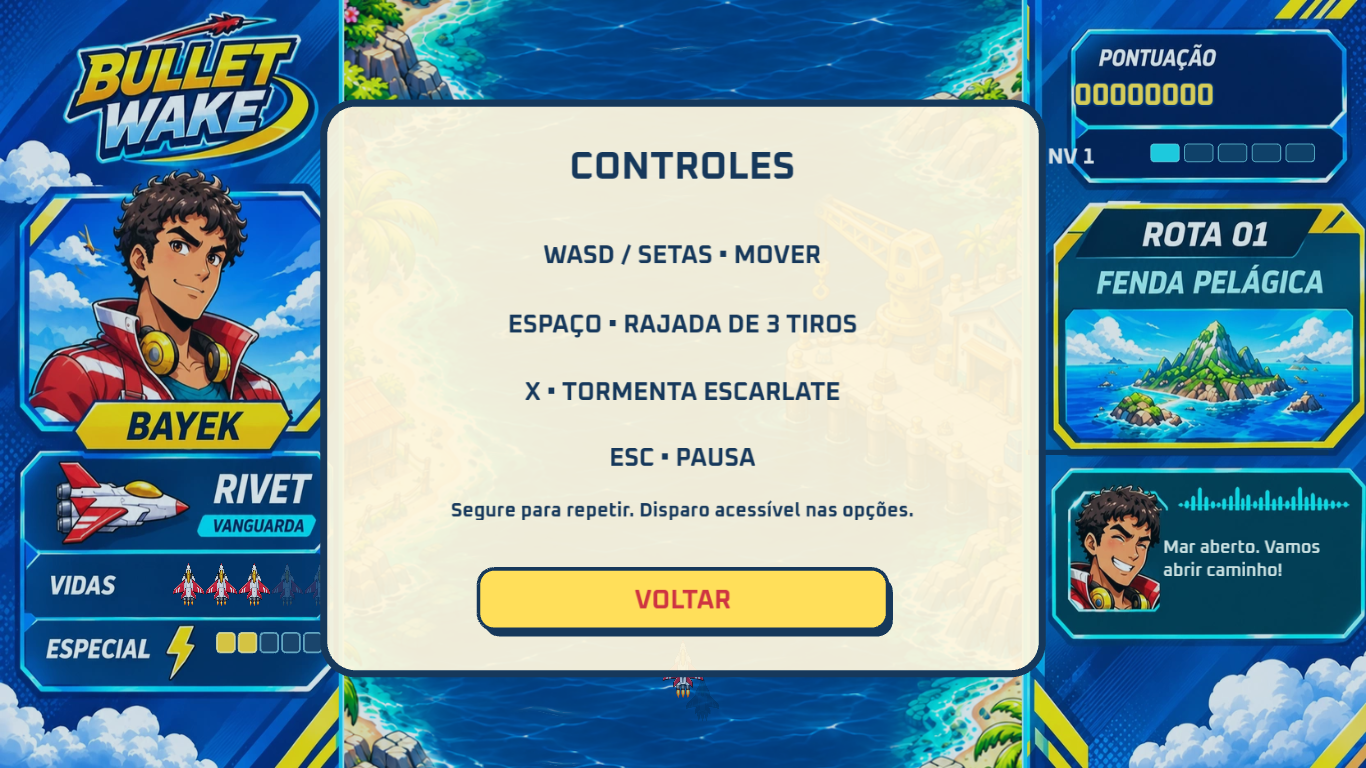 BULLET
WAKE
BAYEK
RIVET
VANGUARDA
VIDAS
ESPECIAL
CONTROLES
WASD / SETAS ▪ MOVER
ESPAÇO ▪ RAJADA DE 3 TIROS
X ▪ TORMENTA ESCARLATE
ESC ▪ PAUSA
Segure para repetir. Disparo acessível nas opções.
VOLTAR
PONTUAÇÃO
00000000
NV 1
ROTA 01
FENDA PELÁGICA
Mar aberto. Vamos
abrir caminho!